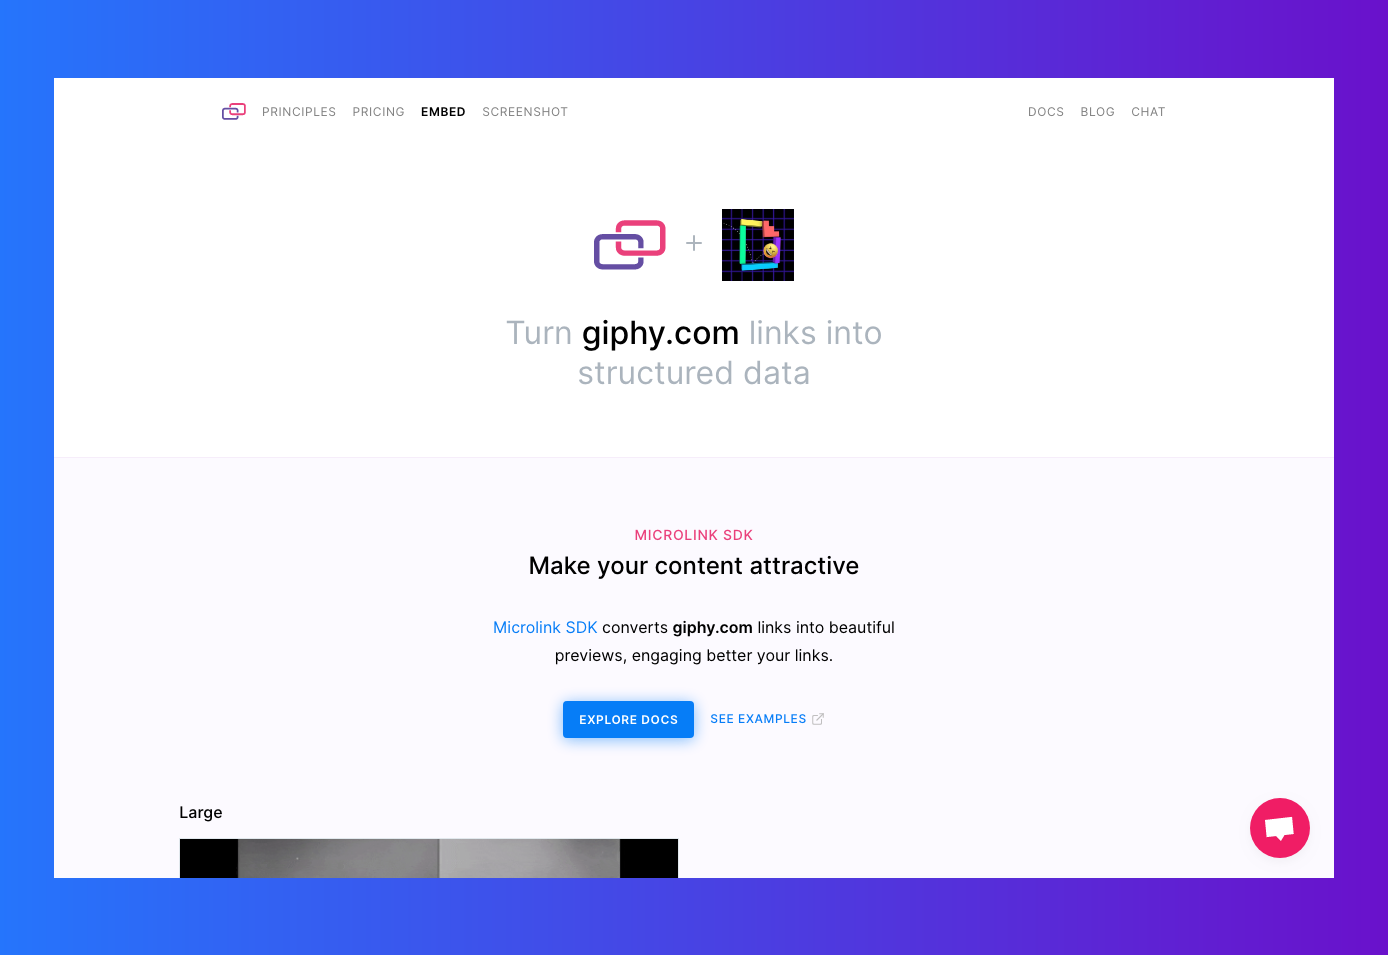 PRINCIPLES PRICING EMBED SCREENSHOT DOCS BLOG CHAT
Turn giphy.com links into
structured data
MICROLINK SDK
Make your content attractive
Microlink SDK converts giphy.com links into beautiful
previews, engaging better your links.
EXPLORE DOCS SEE EXAMPLES
Large